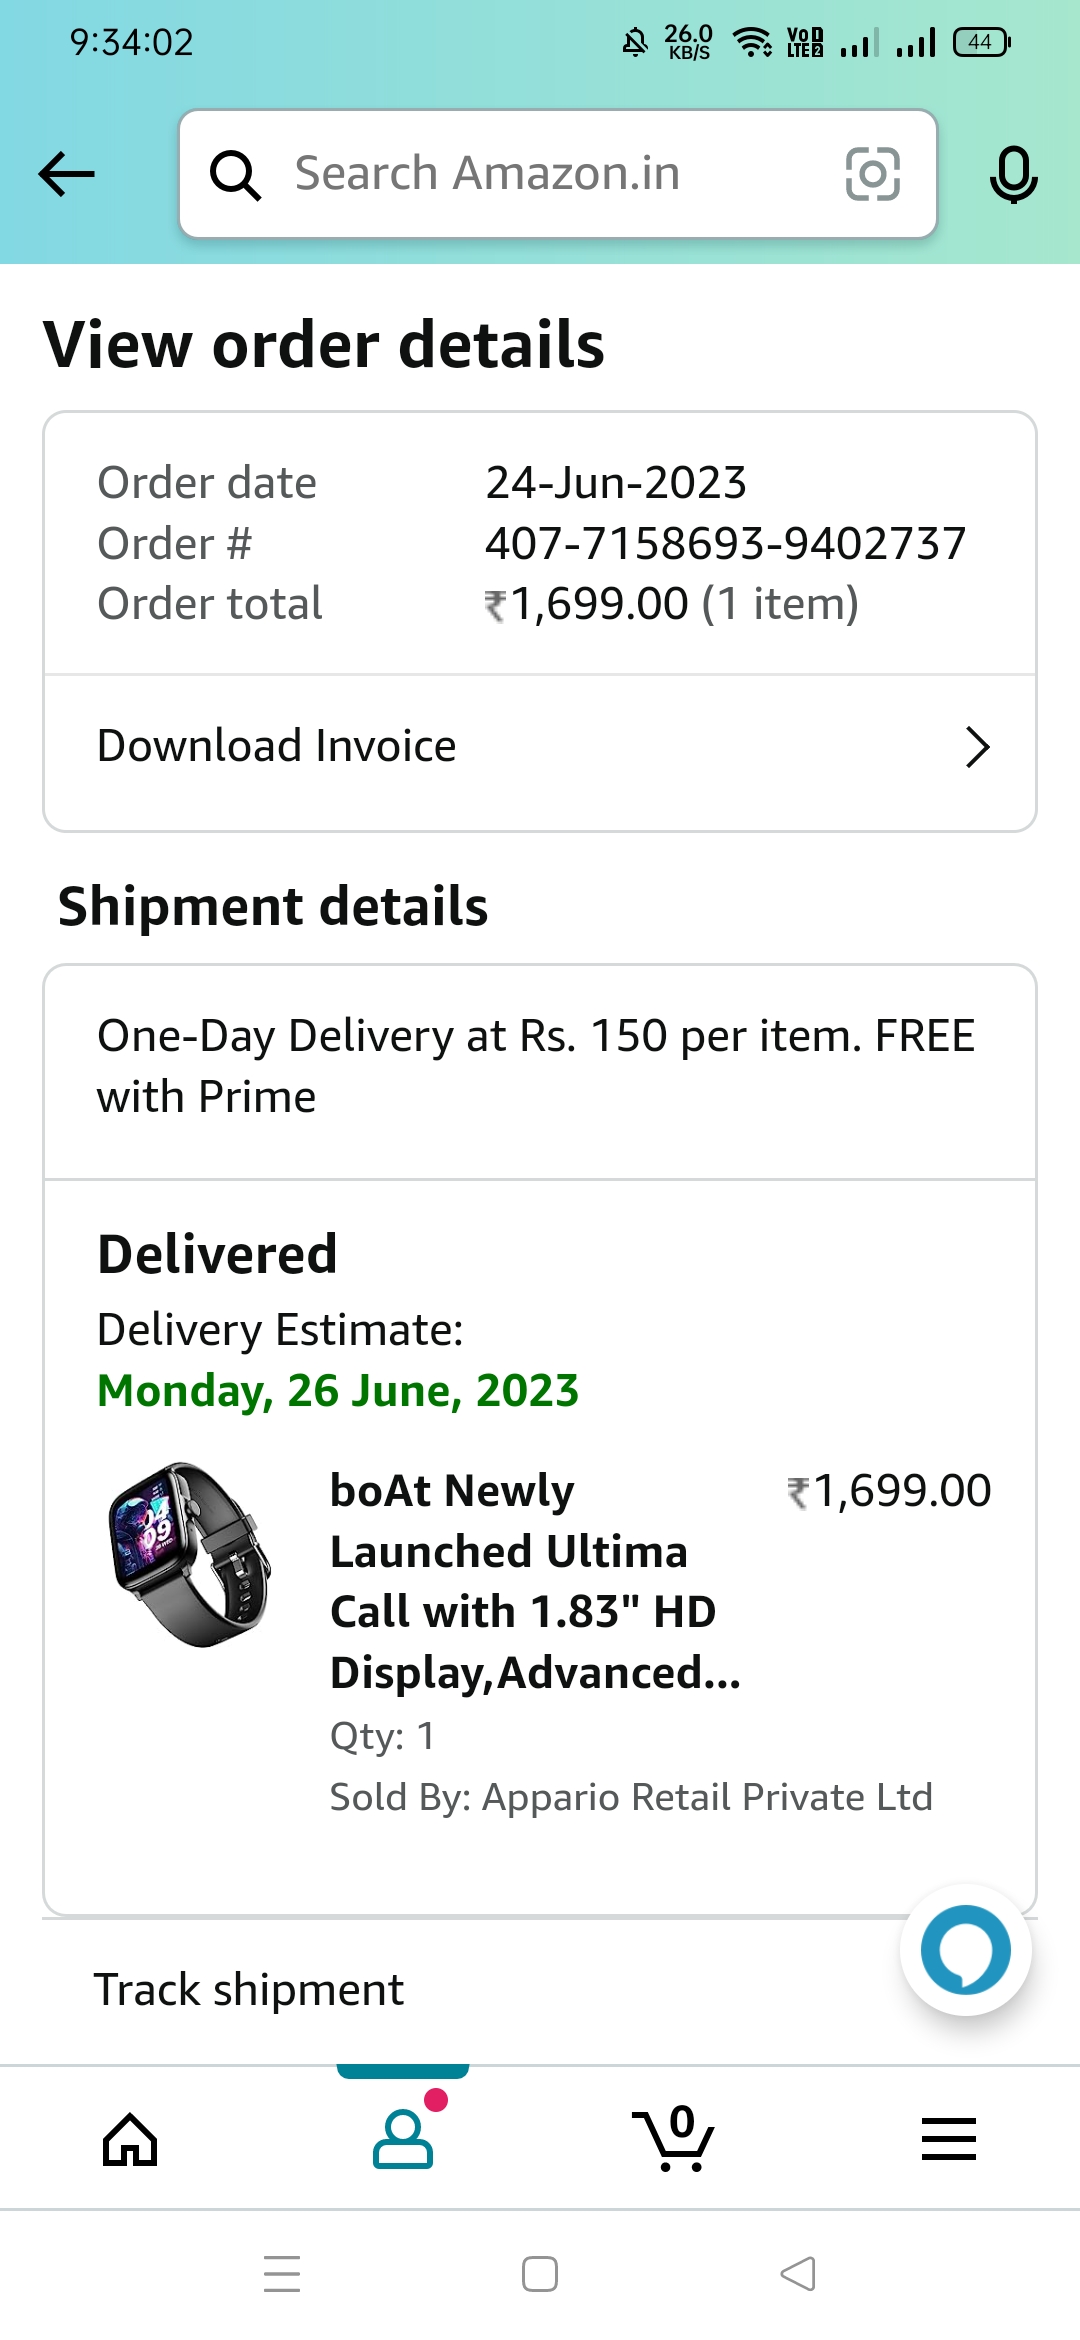 9:34:02
26.0
KB/S
VoD
LTE2
44
Search Amazon.in
View order details
Order date 24-Jun-2023
Order # 407-7158693-9402737
Order total ₹1,699.00 (1 item)
Download Invoice
Shipment details
One-Day Delivery at Rs. 150 per item. FREE
with Prime
Delivered
Delivery Estimate:
Monday, 26 June, 2023
boAt Newly ₹1,699.00
Launched Ultima
Call with 1.83" HD
Display,Advanced...
Qty: 1
Sold By: Appario Retail Private Ltd
Track shipment
0